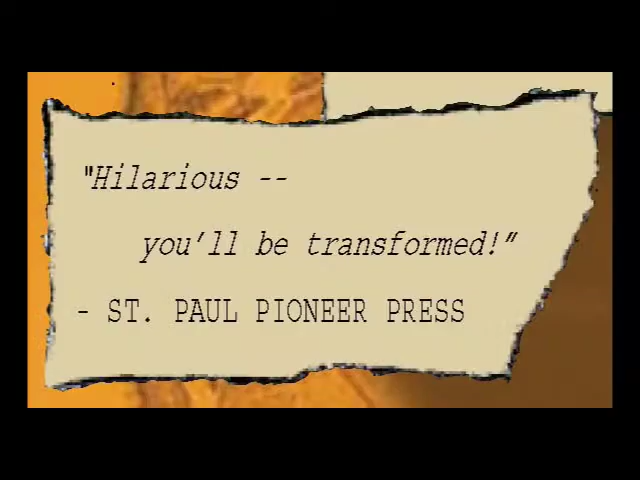 "Hilarious --
you'll be transformed!”
- ST. PAUL PIONEER PRESS